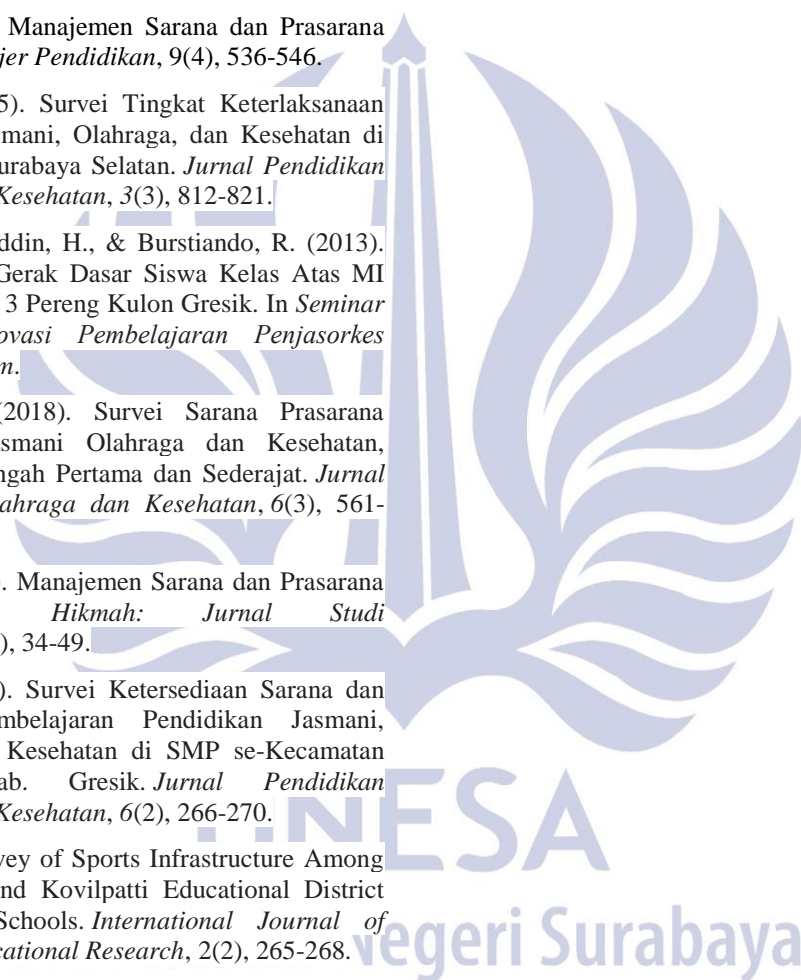 Manajemen Sarana dan Prasarana
jer Pendidikan, 9(4), 536-546.
5). Survei Tingkat Keterlaksanaan
smani, Olahraga, dan Kesehatan di
urabaya Selatan. Jurnal Pendidikan
Kesehatan, 3(3), 812-821.
ddin, H., & Burstiando, R. (2013).
Gerak Dasar Siswa Kelas Atas MI
3 Pereng Kulon Gresik. In Seminar
ovasi Pembelajaran Penjasorkes
n.
(2018). Survei Sarana Prasarana
asmani Olahraga dan Kesehatan,
ngah Pertama dan Sederajat. Jurnal
lahraga dan Kesehatan, 6(3), 561-
. Manajemen Sarana dan Prasarana
Hikmah: Jurnal Studi
), 34-49.
). Survei Ketersediaan Sarana dan
mbelajaran Pendidikan Jasmani,
Kesehatan di SMP se-Kecamatan
ab. Gresik. Jurnal Pendidikan
Kesehatan, 6(2), 266-270.
vey of Sports Infrastructure Among
nd Kovilpatti Educational District
Schools. International Journal of
cational Research, 2(2), 265-268.
NESA
egeri Surabaya